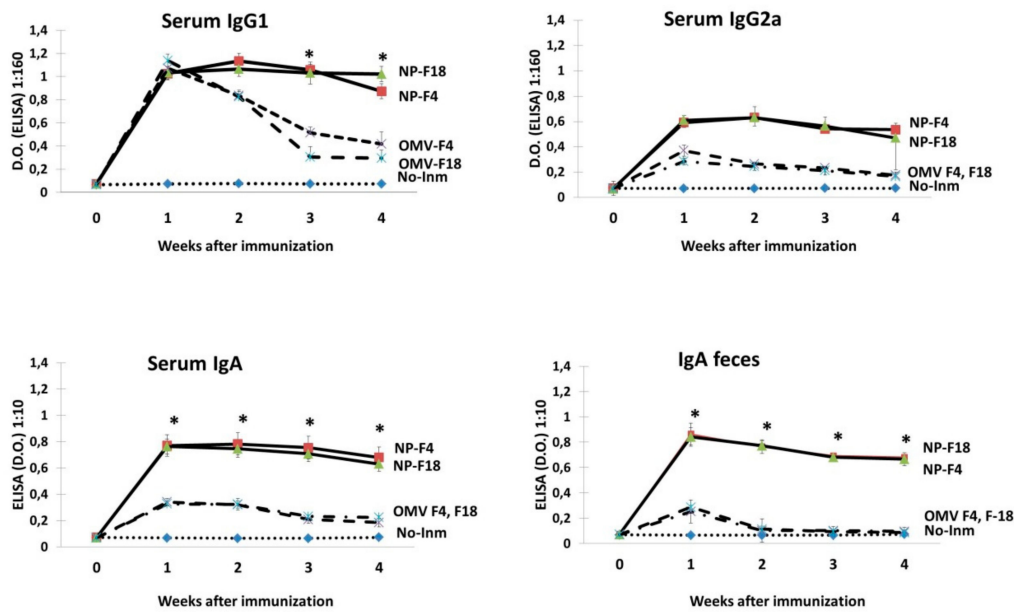 Serum IgG1
D.O. (ELISA) 1:160
1,4
1,2
1
0,8
0,6
0,4
0,2
0
* *
NP-F18
NP-F4
OMV-F4
OMV-F18
No-Inm
0 1 2 3 4
Weeks after immunization
Serum IgG2a
D.O. (ELISA) 1:160
1,4
1,2
1
0,8
0,6
0,4
0,2
0
NP-F4
NP-F18
OMV F4, F18
No-Inm
0 1 2 3 4
Weeks after immunization
Serum IgA
ELISA (D.O.) 1:10
1,4
1,2
1
0,8
0,6
0,4
0,2
0
* * * *
NP-F4
NP-F18
OMV F4, F18
No-Inm
0 1 2 3 4
Weeks after immunization
IgA feces
ELISA (D.O.) 1:10
1,4
1,2
1
0,8
0,6
0,4
0,2
0
* * * *
NP-F18
NP-F4
OMV F4, F-18
No-Inm
0 1 2 3 4
Weeks after immunization